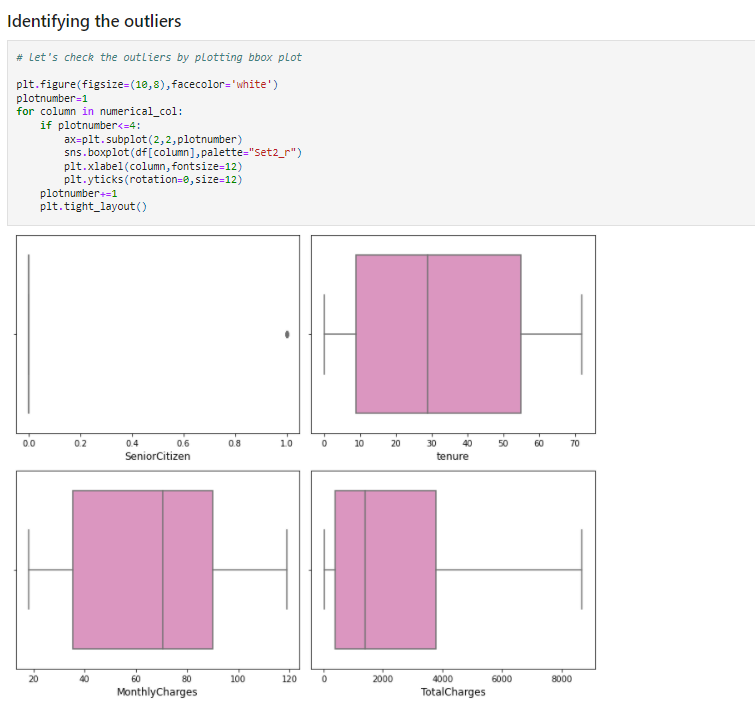 Identifying the outliers
# Let's check the outliers by plotting bbox plot
plt.figure(figsize=(10,8),facecolor='white')
plotnumber=1
for column in numerical_col:
    if plotnumber<=4:
        ax=plt.subplot(2,2,plotnumber)
        sns.boxplot(df[column],palette="Set2_r")
        plt.xlabel(column,fontsize=12)
        plt.yticks(rotation=0,size=12)
    plotnumber+=1
    plt.tight_layout()
0.0 0.2 0.4 0.6 0.8 1.0
SeniorCitizen
0 10 20 30 40 50 60 70
tenure
20 40 60 80 100 120
MonthlyCharges
0 2000 4000 6000 8000
TotalCharges